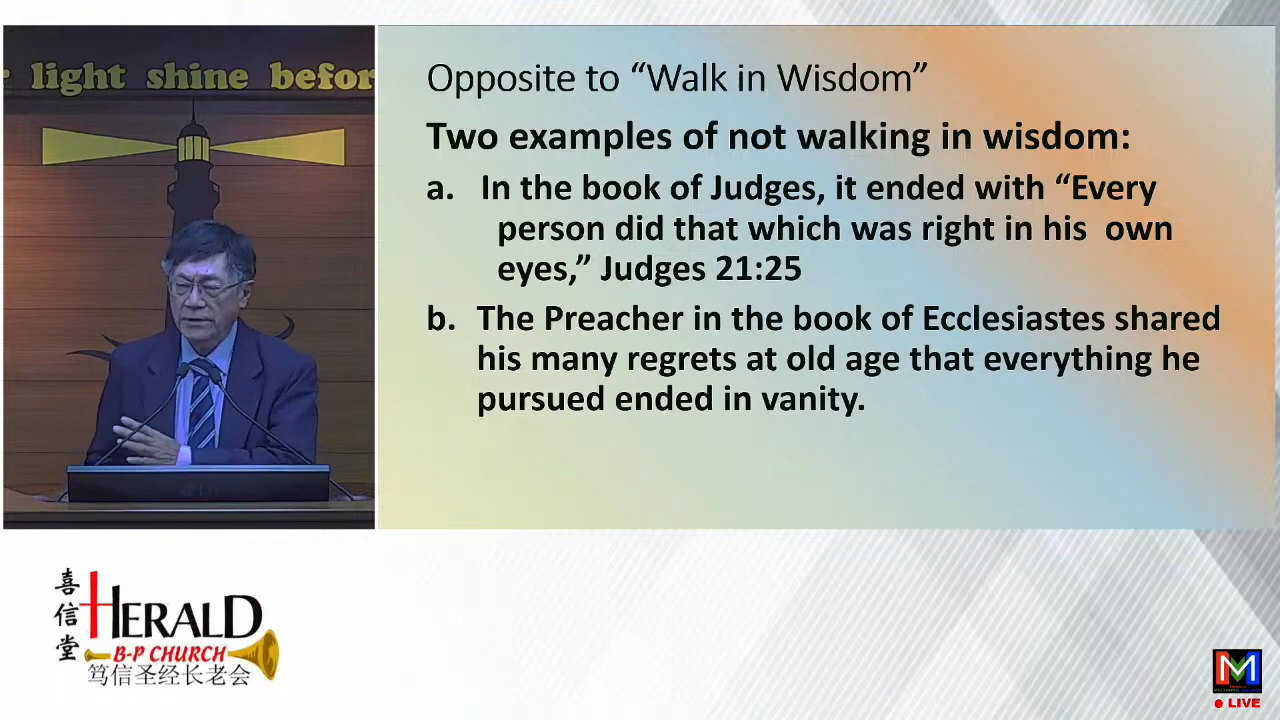 light shine befor
Opposite to “Walk in Wisdom”
Two examples of not walking in wisdom:
a. In the book of Judges, it ended with “Every
person did that which was right in his own
eyes,” Judges 21:25
b. The Preacher in the book of Ecclesiastes shared
his many regrets at old age that everything he
pursued ended in vanity.
喜信堂
HERALD
B-P CHURCH
笃信圣经长老会
M
LIVE